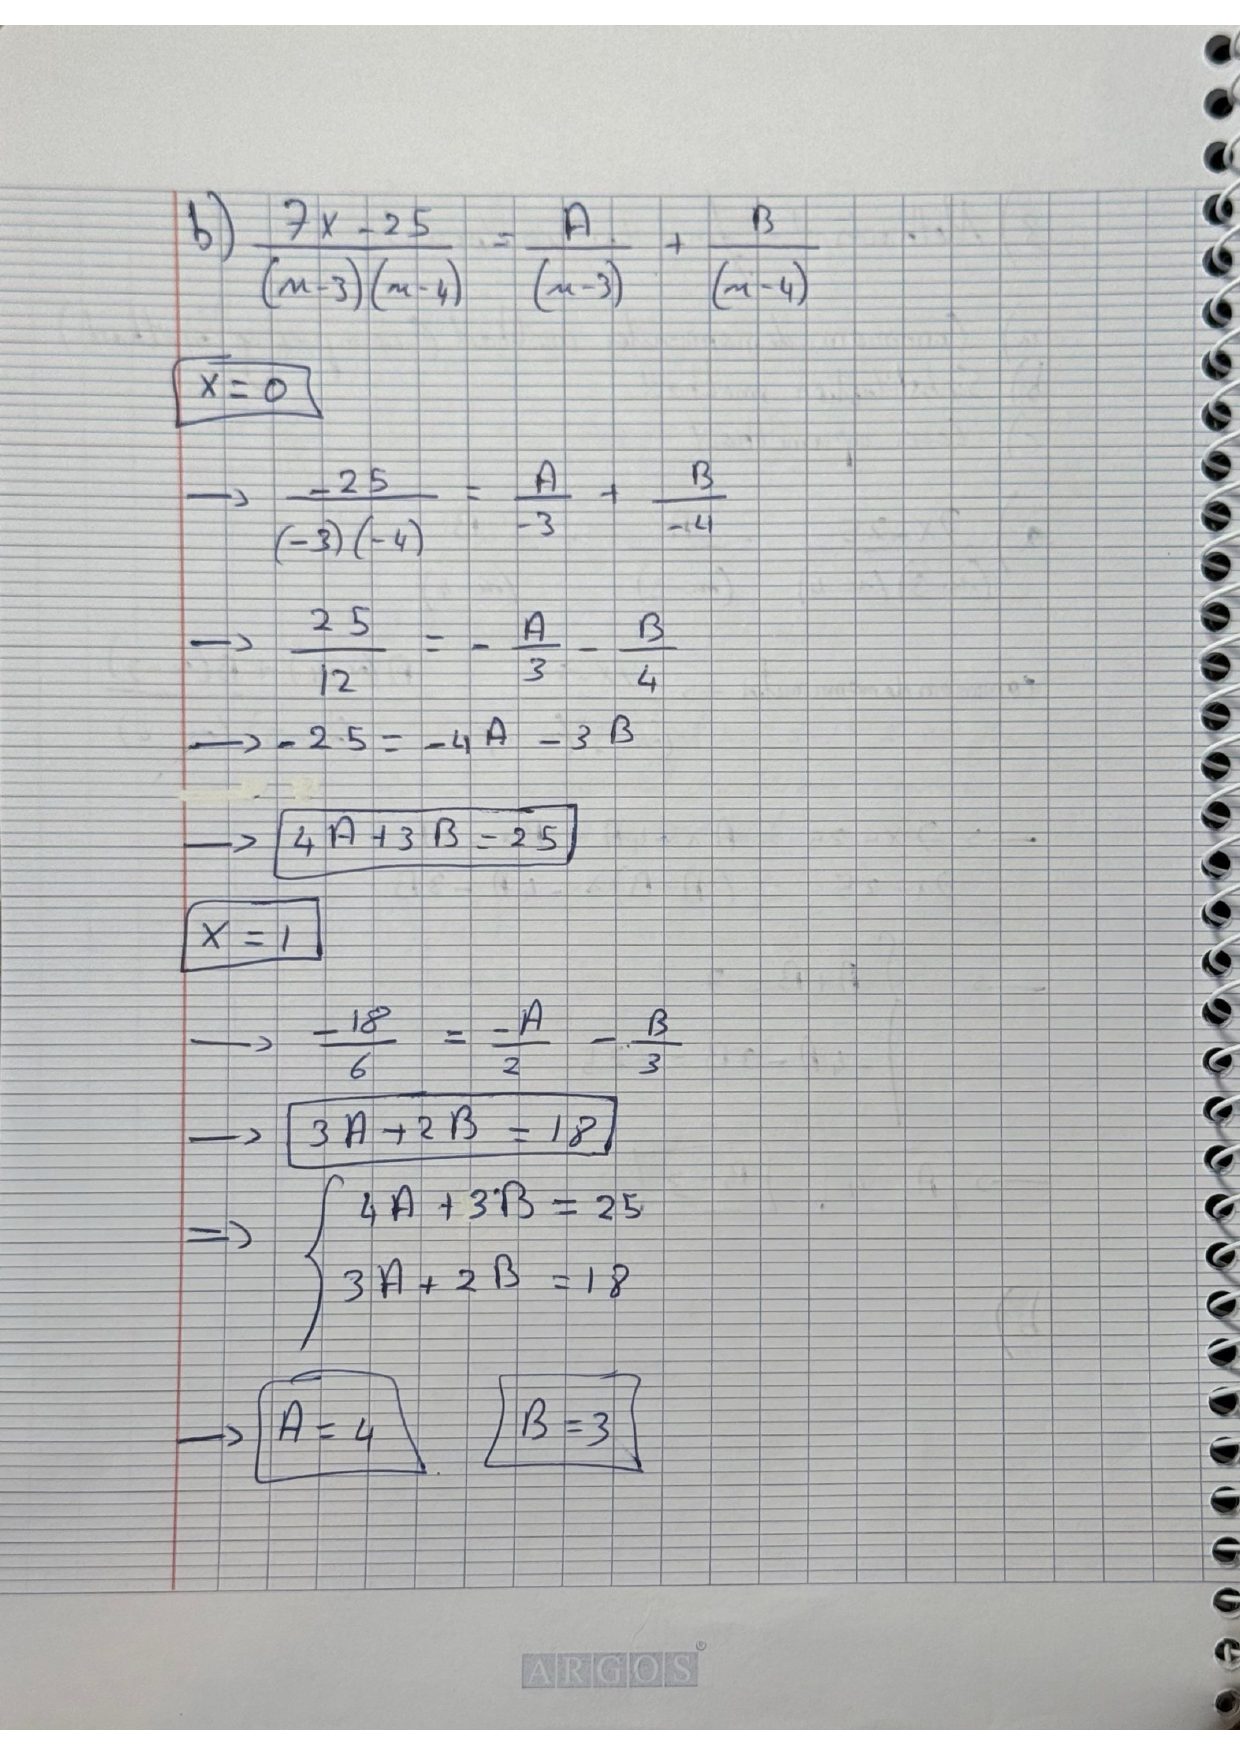 b) (7x - 25)/((x-3)(x-4)) = A/(x-3) + B/(x-4)
x = 0
→ -25/((-3)(-4)) = A/-3 + B/-4
→ 25/12 = - A/3 - B/4
→ - 25 = -4A - 3B
→ 4A + 3B = 25
x = 1
→ -18/6 = -A/2 - B/3
→ 3A + 2B = 18
⇒ { 4A + 3B = 25
3A + 2B = 18
→ A = 4 B = 3
ARGOS®